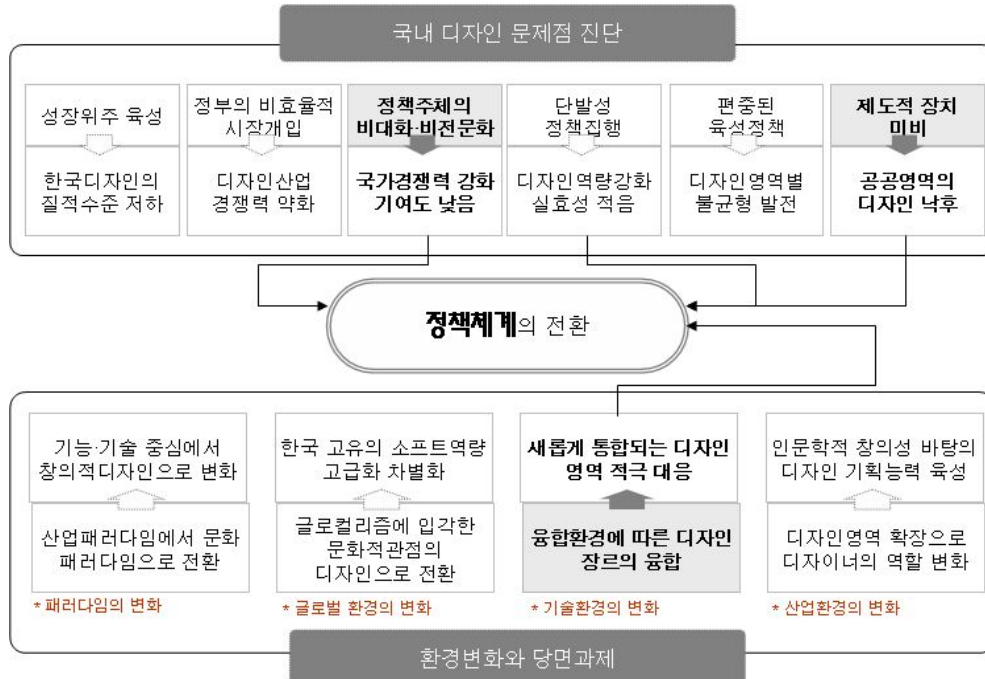 국내 디자인 문제점 진단
성장위주 육성
한국디자인의
질적수준 저하
정부의 비효율적
시작개입
디자인산업
경쟁력 약화
정책주체의
비대화·비전문화
국가경쟁력 강화
기여도 낮음
단발성
정책집행
디자인역량강화
실효성 적음
편중된
육성정책
디자인영역별
불균형 발전
제도적 장치
미비
공공영역의
디자인 낙후
정책체계의 전환
기능·기술 중심에서
창의적디자인으로 변화
산업패러다임에서 문화
패러다임으로 전환
* 패러다임의 변화
한국 고유의 소프트역량
고급화 차별화
글로컬리즘에 입각한
문화적관점의
디자인으로 전환
* 글로벌 환경의 변화
새롭게 통합되는 디자인
영역 적극 대응
융합환경에 따른 디자인
장르의 융합
* 기술환경의 변화
인문학적 창의성 바탕의
디자인 기획능력 육성
디자인영역 확장으로
디자이너의 역할 변화
* 산업환경의 변화
환경변화와 당면과제